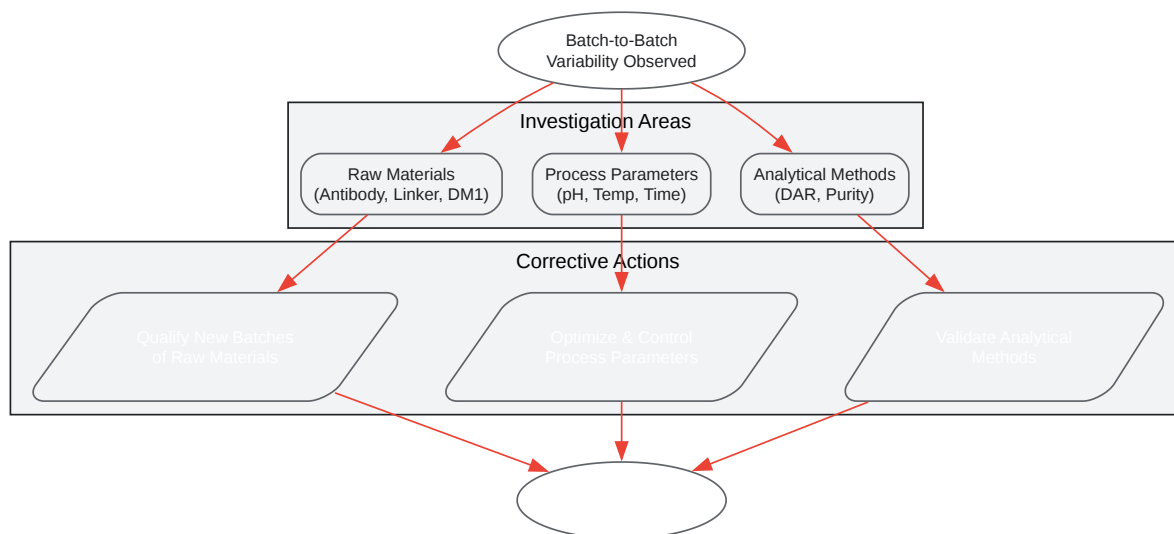 Batch-to-Batch
Variability Observed
Investigation Areas
Raw Materials
(Antibody, Linker, DM1)
Process Parameters
(pH, Temp, Time)
Analytical Methods
(DAR, Purity)
Corrective Actions
Qualify New Batches
of Raw Materials
Optimize & Control
Process Parameters
Validate Analytical
Methods